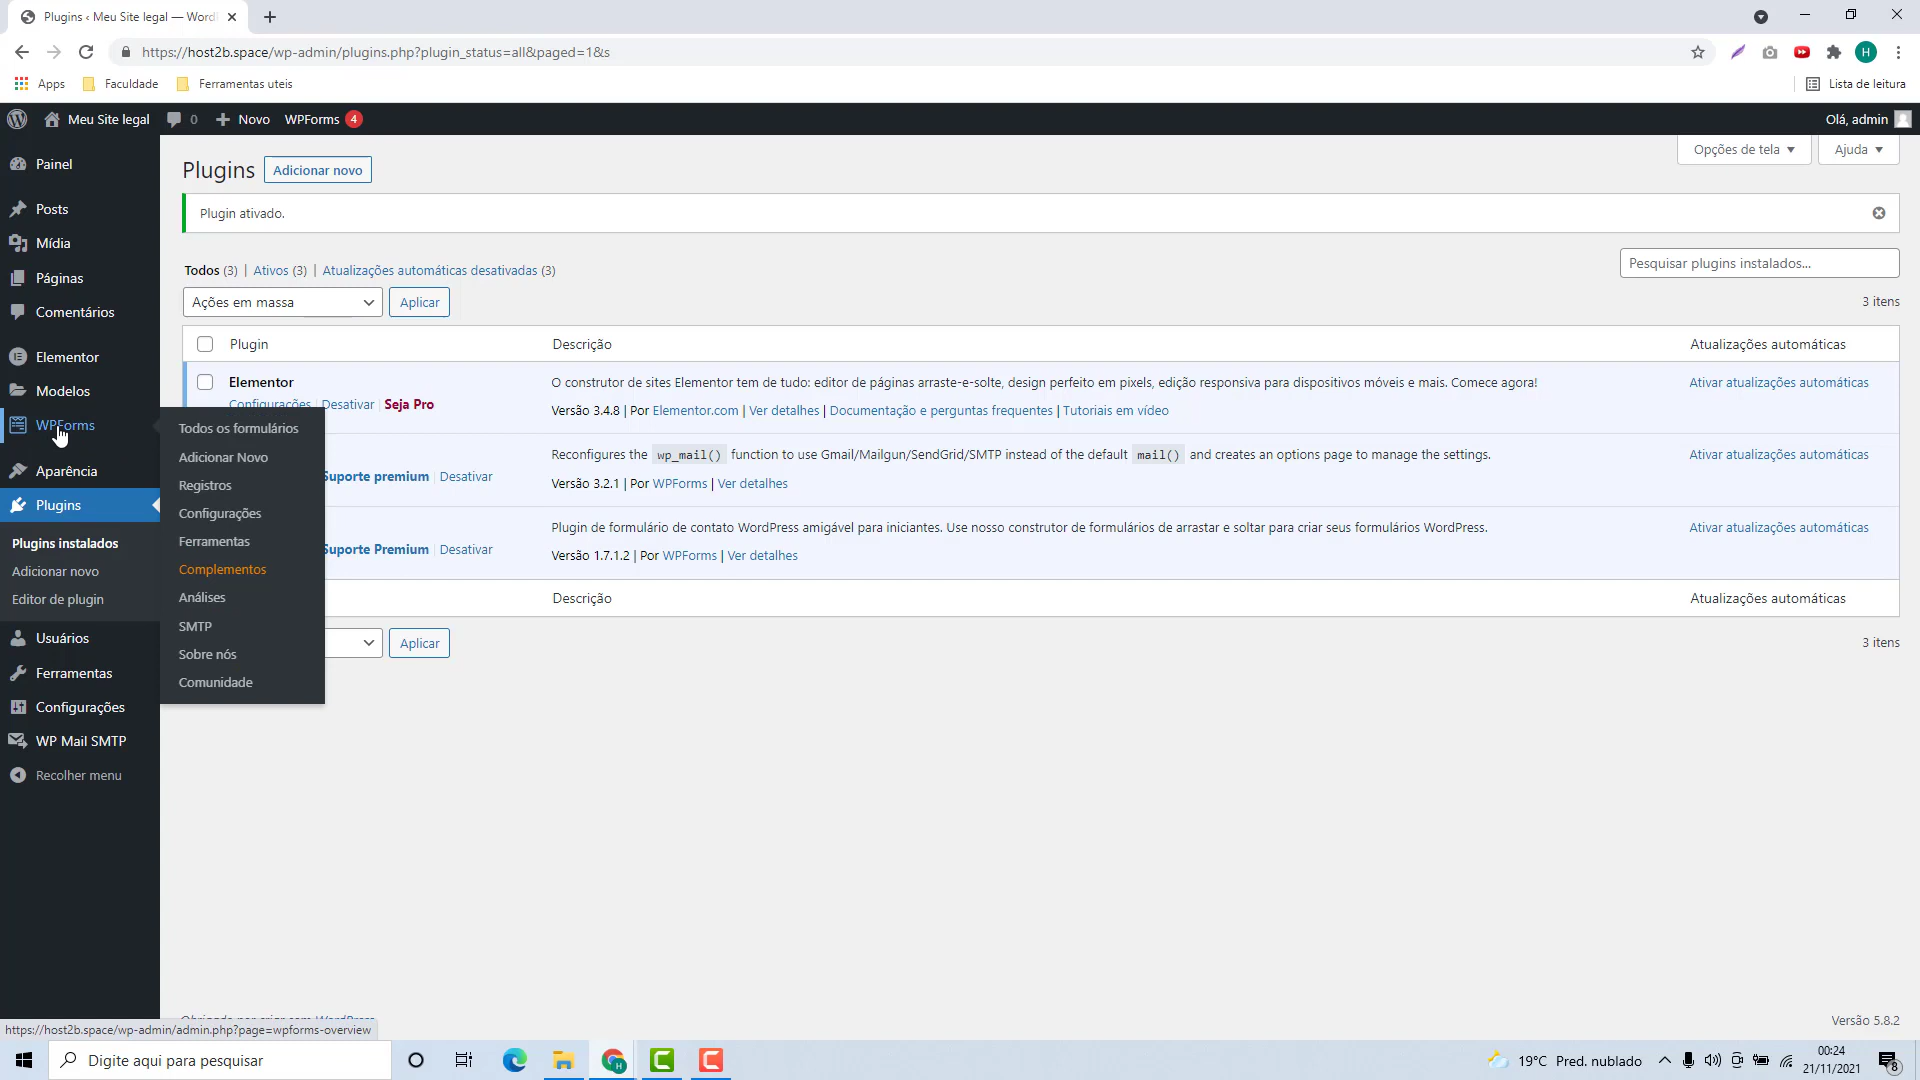 Plugins ‹ Meu Site legal — Word
https://host2b.space/wp-admin/plugins.php?plugin_status=all&paged=1&s
H
Apps
Faculdade
Ferramentas uteis
Lista de leitura
Meu Site legal
0
Novo
WPForms 4
Olá, admin
Painel
Posts
Mídia
Páginas
Comentários
Elementor
Modelos
WPForms
Aparência
Plugins
Plugins instalados
Adicionar novo
Editor de plugin
Usuários
Ferramentas
Configurações
WP Mail SMTP
Recolher menu
Todos os formulários
Adicionar Novo
Registros
Configurações
Ferramentas
Complementos
Análises
SMTP
Sobre nós
Comunidade
Opções de tela
Ajuda
Plugins
Adicionar novo
Plugin ativado.
Todos (3) | Ativos (3) | Atualizações automáticas desativadas (3)
Pesquisar plugins instalados...
Ações em massa
Aplicar
3 itens
Plugin
Descrição
Atualizações automáticas
Elementor
Configurações | Desativar | Seja Pro
O construtor de sites Elementor tem de tudo: editor de páginas arraste-e-solte, design perfeito em pixels, edição responsiva para dispositivos móveis e mais. Comece agora!
Versão 3.4.8 | Por Elementor.com | Ver detalhes | Documentação e perguntas frequentes | Tutoriais em vídeo
Ativar atualizações automáticas
Suporte premium | Desativar
Reconfigures the wp_mail() function to use Gmail/Mailgun/SendGrid/SMTP instead of the default mail() and creates an options page to manage the settings.
Versão 3.2.1 | Por WPForms | Ver detalhes
Ativar atualizações automáticas
Suporte Premium | Desativar
Plugin de formulário de contato WordPress amigável para iniciantes. Use nosso construtor de formulários de arrastar e soltar para criar seus formulários WordPress.
Versão 1.7.1.2 | Por WPForms | Ver detalhes
Ativar atualizações automáticas
Descrição
Atualizações automáticas
Aplicar
3 itens
Obrigado por criar com WordPress.
Versão 5.8.2
https://host2b.space/wp-admin/admin.php?page=wpforms-overview
Digite aqui para pesquisar
19°C Pred. nublado
00:24
21/11/2021
8